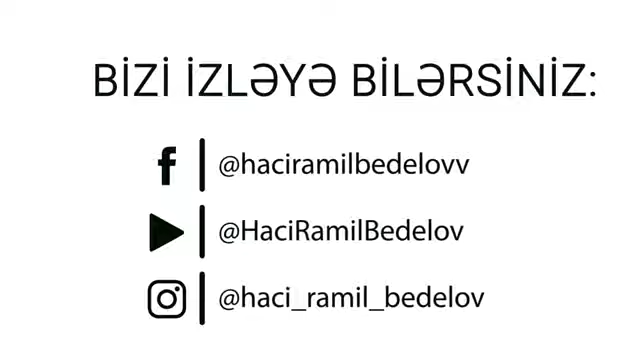 BİZİ İZLƏYƏ BİLƏRSİNİZ:
@haciramilbedelovv
@HaciRamilBedelov
@haci_ramil_bedelov